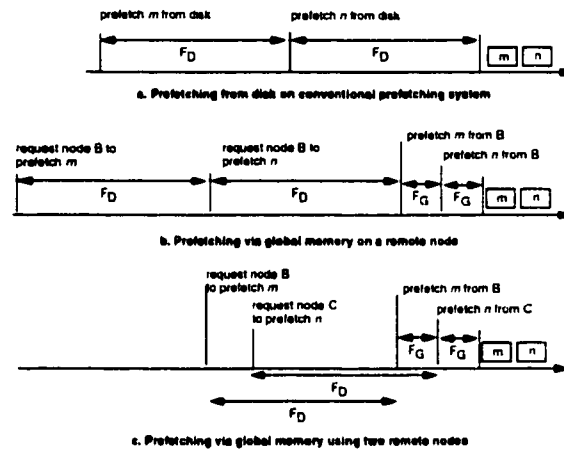 prefetch m from disk
prefetch n from disk
F_D
F_D
m
n
a. Prefetching from disk on conventional prefetching system
request node B to
prefetch m
request node B to
prefetch n
prefetch m from B
prefetch n from B
F_D
F_D
F_G
F_G
m
n
b. Prefetching via global memory on a remote node
request node B
to prefetch m
request node C
to prefetch n
prefetch m from B
prefetch n from C
F_G
F_G
m
n
F_D
F_D
c. Prefetching via global memory using two remote nodes